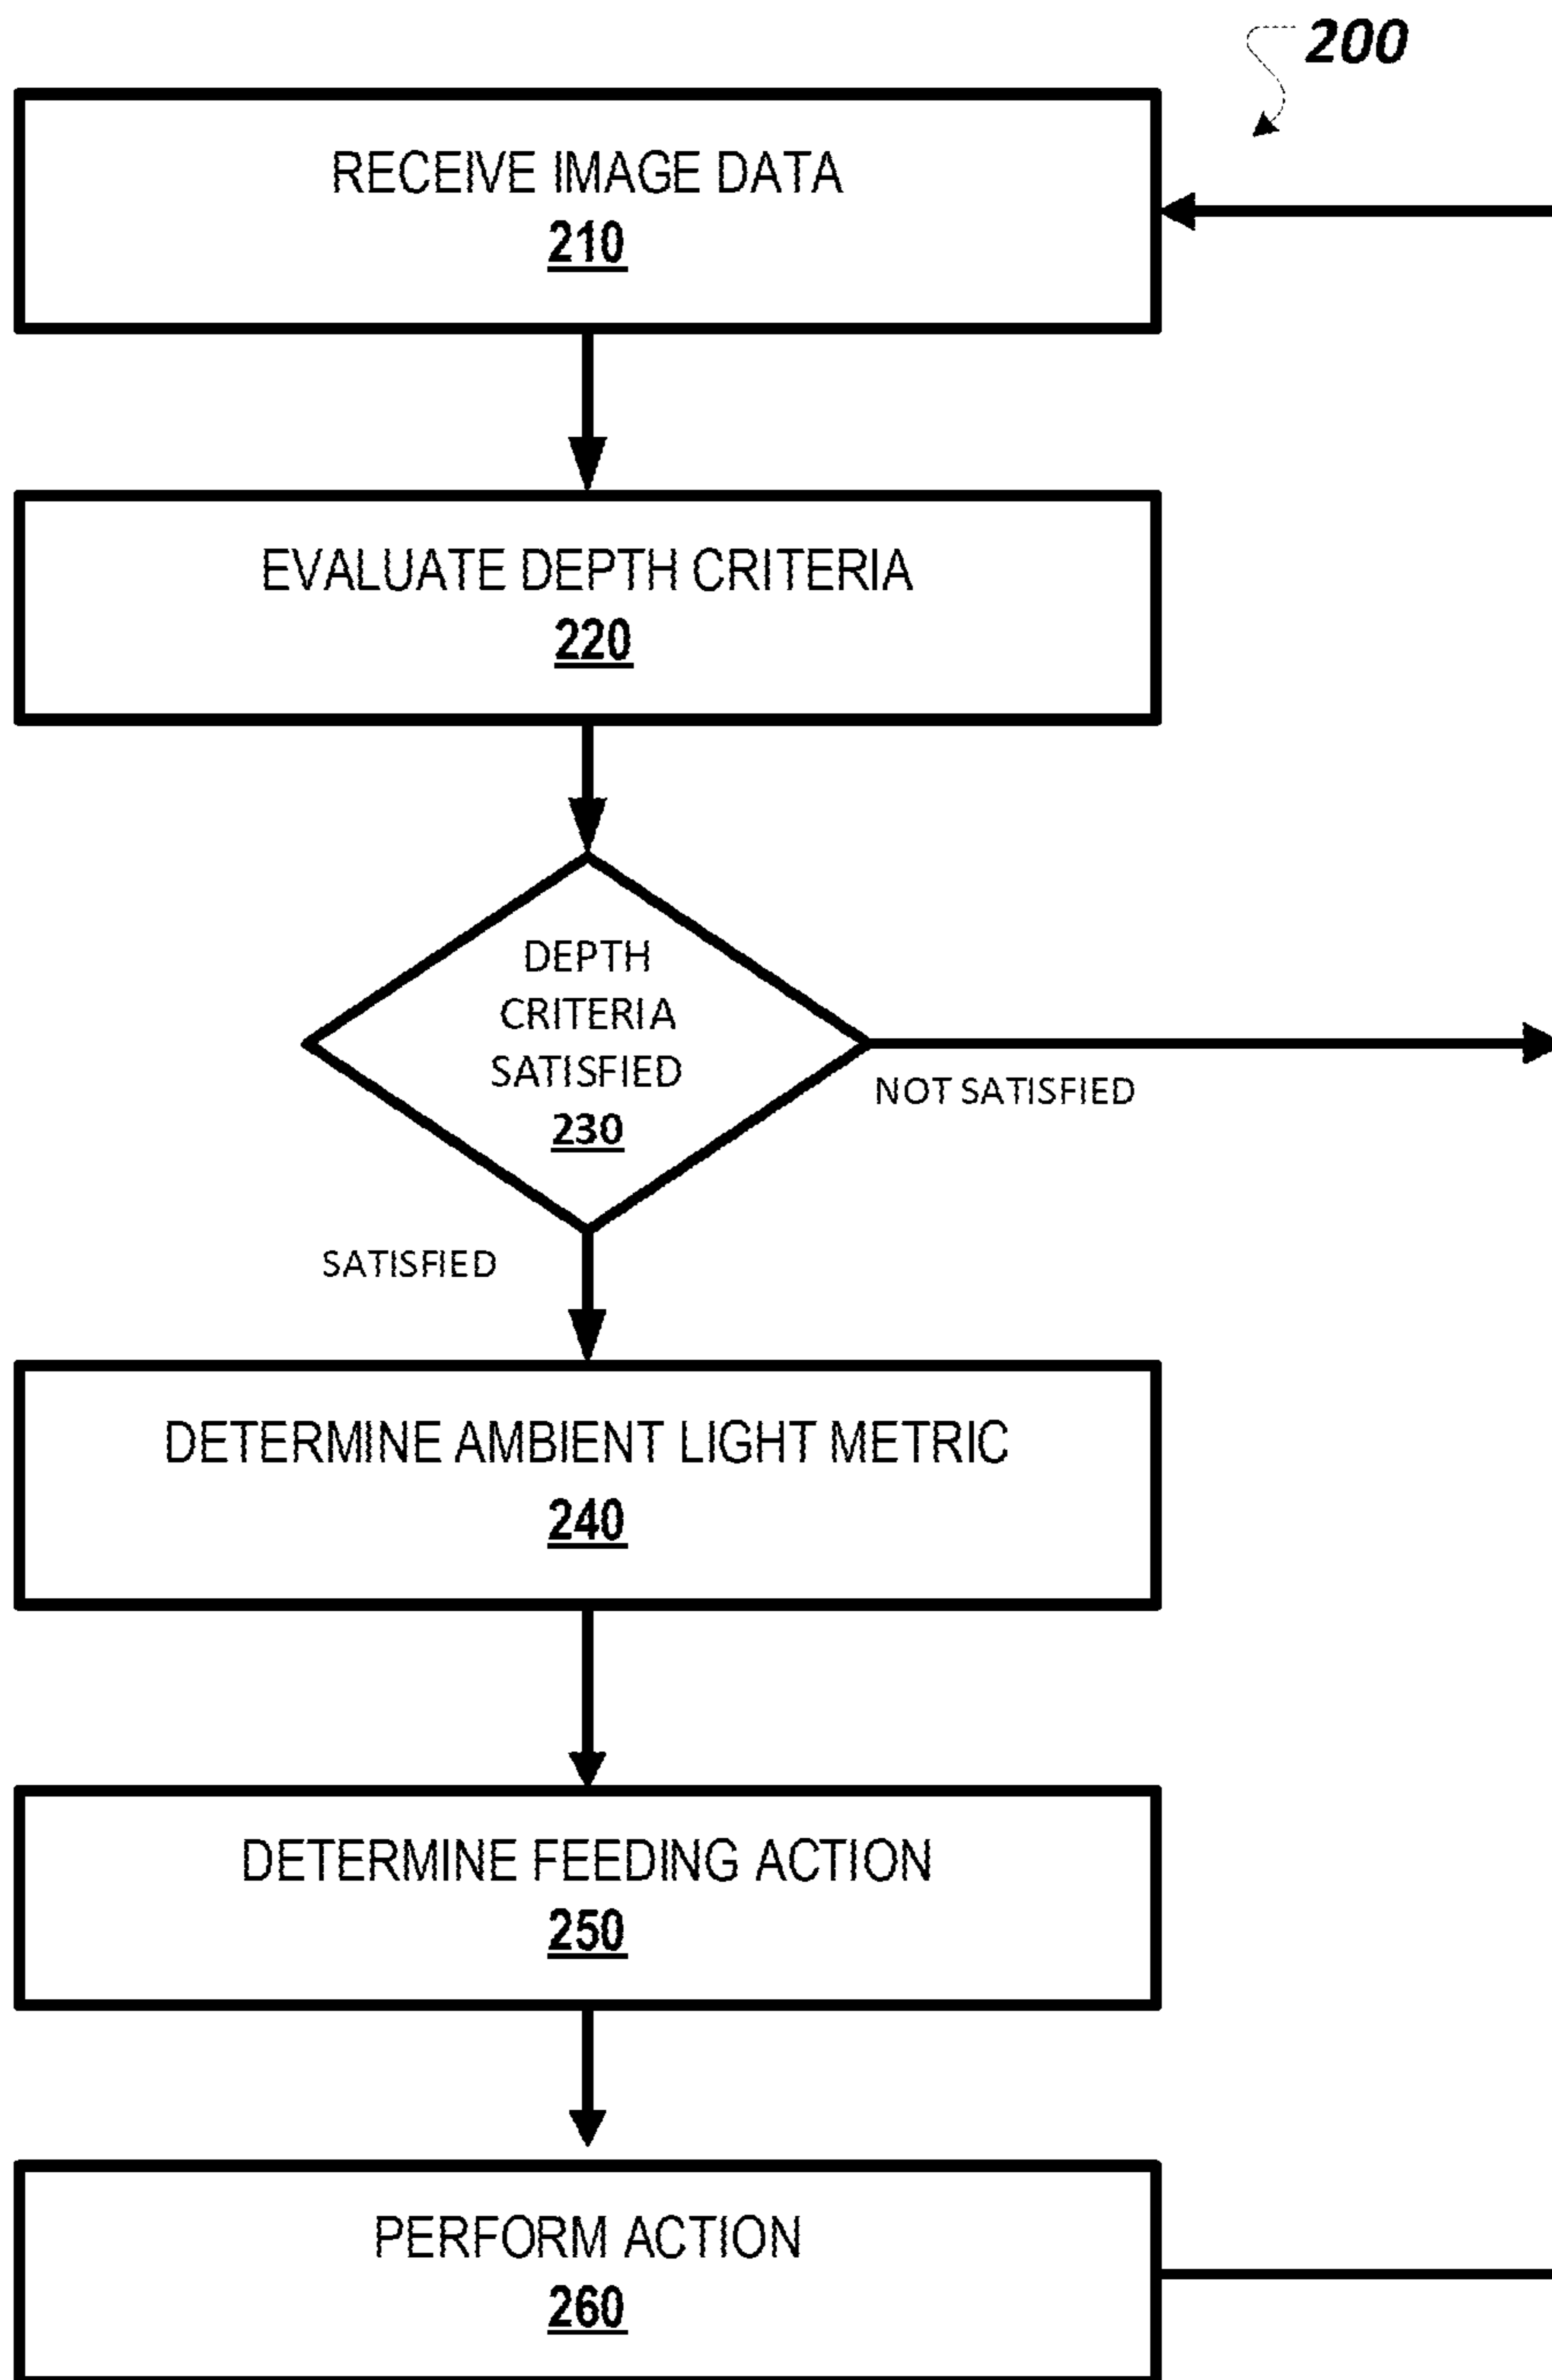 200
RECEIVE IMAGE DATA
210
EVALUATE DEPTH CRITERIA
220
DEPTH
CRITERIA
SATISFIED
230
NOT SATISFIED
SATISFIED
DETERMINE AMBIENT LIGHT METRIC
240
DETERMINE FEEDING ACTION
250
PERFORM ACTION
260